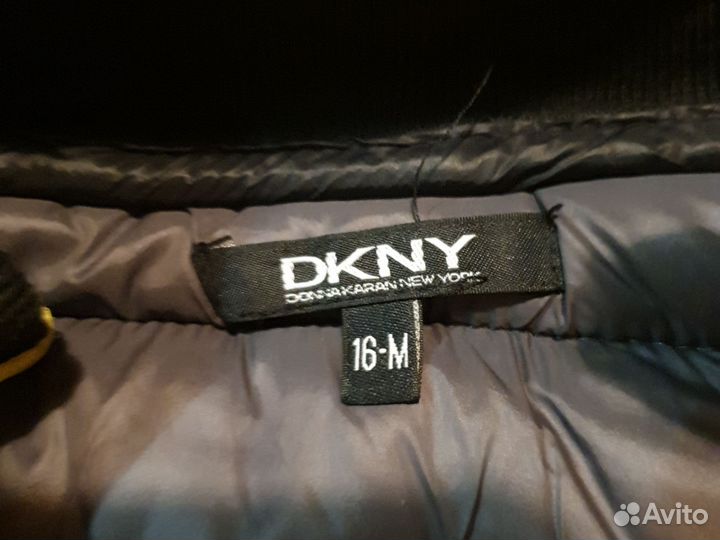 DKNY
DONNA KARAN NEW YORK
16-M
Avito